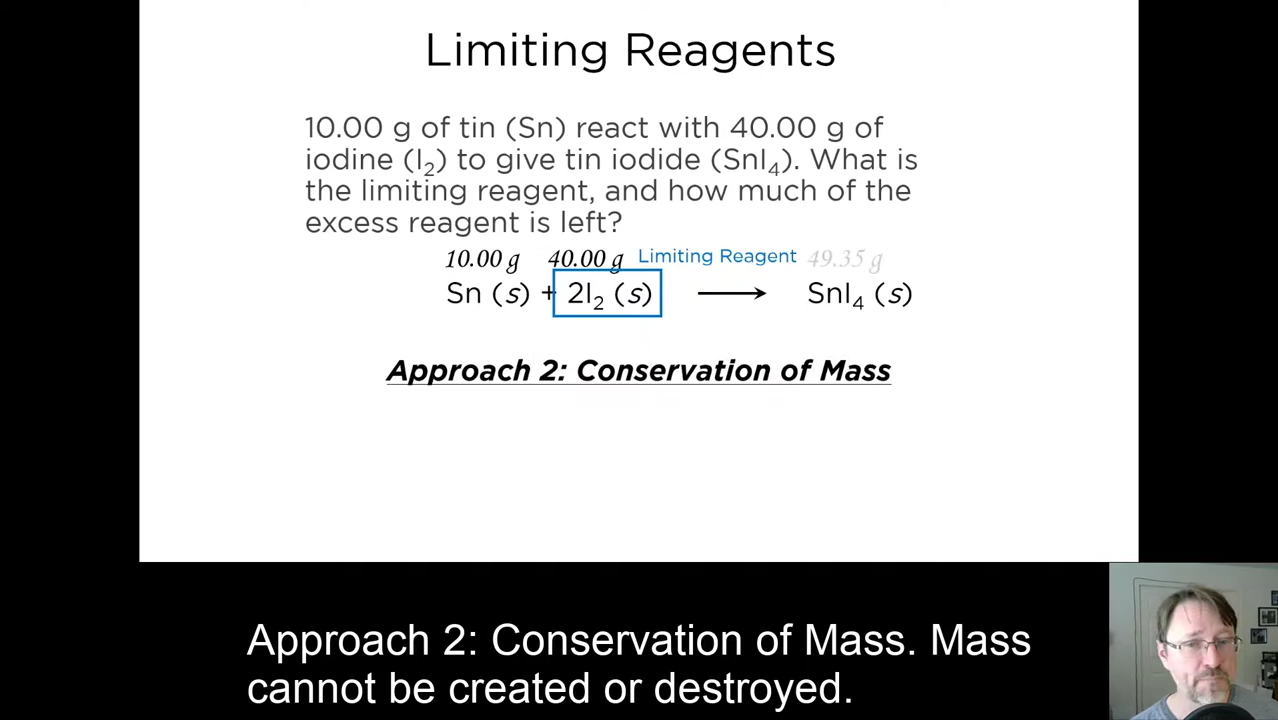 Limiting Reagents
10.00 g of tin (Sn) react with 40.00 g of
iodine (I₂) to give tin iodide (SnI₄). What is
the limiting reagent, and how much of the
excess reagent is left?
10.00 g 40.00 g Limiting Reagent 49.35 g
Sn (s) + 2I₂ (s) ⟶ SnI₄ (s)
Approach 2: Conservation of Mass
Approach 2: Conservation of Mass. Mass
cannot be created or destroyed.